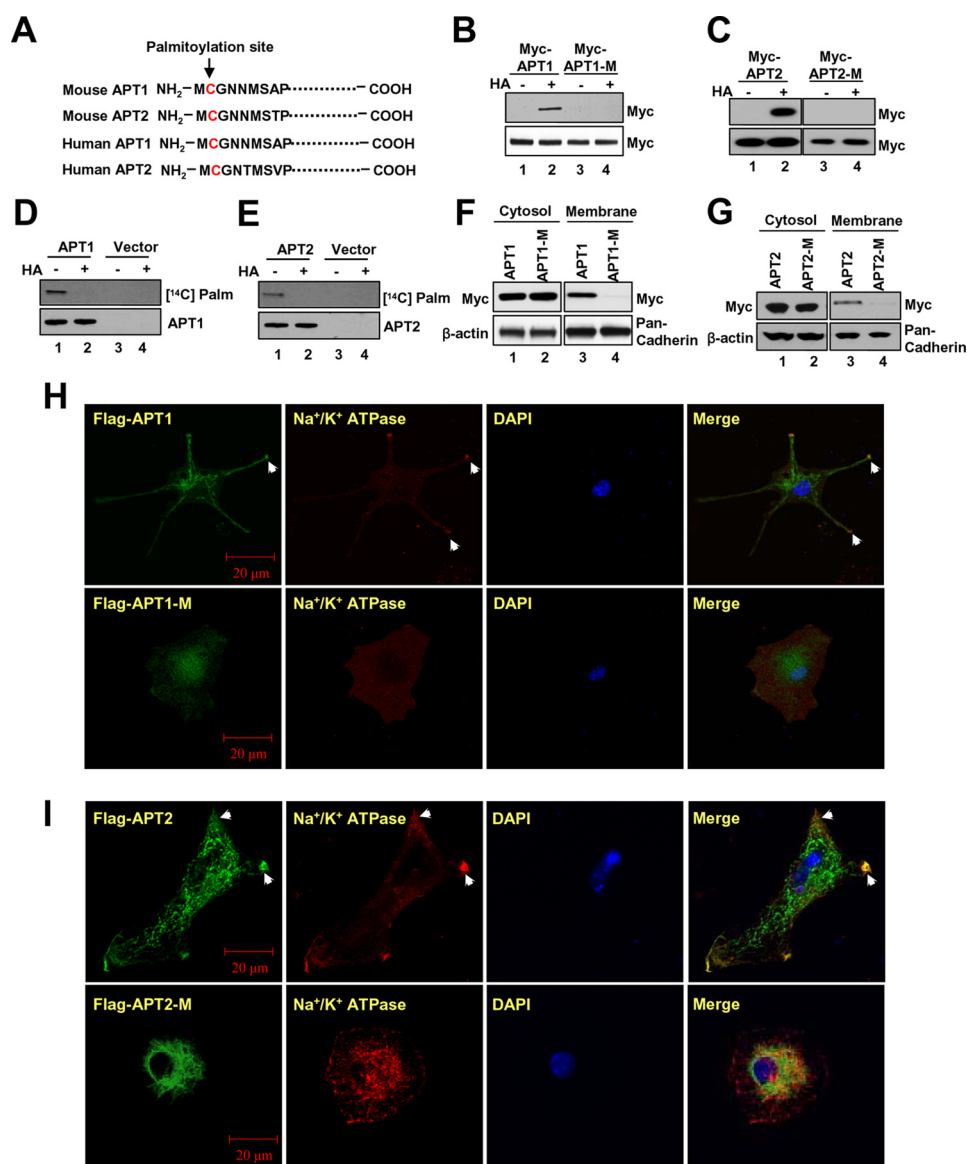 A
Palmitoylation site
Mouse APT1 NH₂–MCGNNMSAP–COOH
Mouse APT2 NH₂–MCGNNMSTP–COOH
Human APT1 NH₂–MCGNNMSAP–COOH
Human APT2 NH₂–MCGNTMSVP–COOH
B
Myc-APT1 Myc-APT1-M
HA - + - +
Myc
Myc
1 2 3 4
C
Myc-APT2 Myc-APT2-M
HA - + - +
Myc
Myc
1 2 3 4
D
APT1 Vector
HA - + - +
[¹⁴C] Palm
APT1
1 2 3 4
E
APT2 Vector
HA - + - +
[¹⁴C] Palm
APT2
1 2 3 4
F
Cytosol Membrane
APT1 APT1-M APT1 APT1-M
Myc Myc
β-actin Pan-Cadherin
1 2 3 4
G
Cytosol Membrane
APT2 APT2-M APT2 APT2-M
Myc Myc
β-actin Pan-Cadherin
1 2 3 4
H
Flag-APT1 Na⁺/K⁺ ATPase DAPI Merge
20 μm
Flag-APT1-M Na⁺/K⁺ ATPase DAPI Merge
20 μm
I
Flag-APT2 Na⁺/K⁺ ATPase DAPI Merge
20 μm
Flag-APT2-M Na⁺/K⁺ ATPase DAPI Merge
20 μm